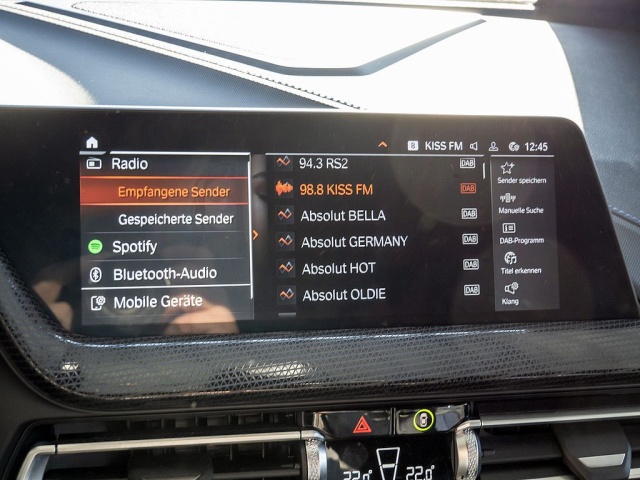 KISS FM 12:45
Radio
Empfangene Sender
Gespeicherte Sender
Spotify
Bluetooth-Audio
Mobile Geräte
94.3 RS2 DAB
98.8 KISS FM DAB
Absolut BELLA DAB
Absolut GERMANY DAB
Absolut HOT DAB
Absolut OLDIE DAB
Sender speichern
Manuelle Suche
DAB-Programm
Titel erkennen
Klang
22.0